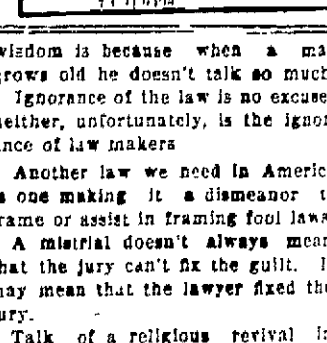 wisdom is because when a ma
grows old he doesn't talk so much
Ignorance of the law is no excuse
neither, unfortunately, is the ignor
ance of law makers
Another law we need in Americ
s one making it a dismeanor t
frame or assist in framing fool laws
A mistrial doesn't always mean
that the jury can't fix the guilt. I
may mean that the lawyer fixed the
jury.
Talk of a religious revival is